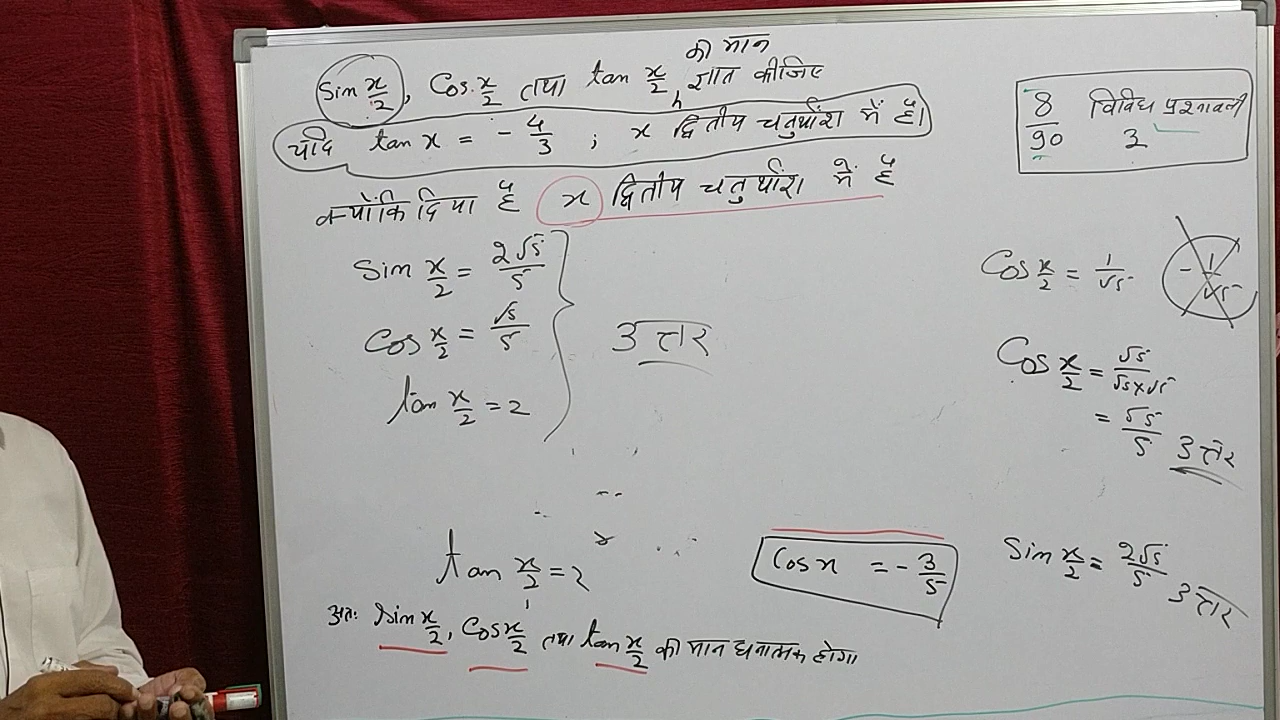 Sin x/2, Cos x/2 तथा tan x/2 का मान ज्ञात कीजिए
यदि tan x = - 4/3 ; x द्वितीय चतुर्थांश में है।
क्योंकि दिया है x द्वितीय चतुर्थांश में है
Sin x/2 = 2√5/5
Cos x/2 = √5/5
tan x/2 = 2
उत्तर
tan x/2 = 2
अतः Sin x/2, Cos x/2 तथा tan x/2 का मान धनात्मक होगा
Cos x = - 3/5
8/90 विविध प्रश्नावली
Cos x/2 = 1/√5
- 1/√5
Cos x/2 = √5/√5×√5
= √5/5 उत्तर
Sin x/2 = 2√5/5 उत्तर